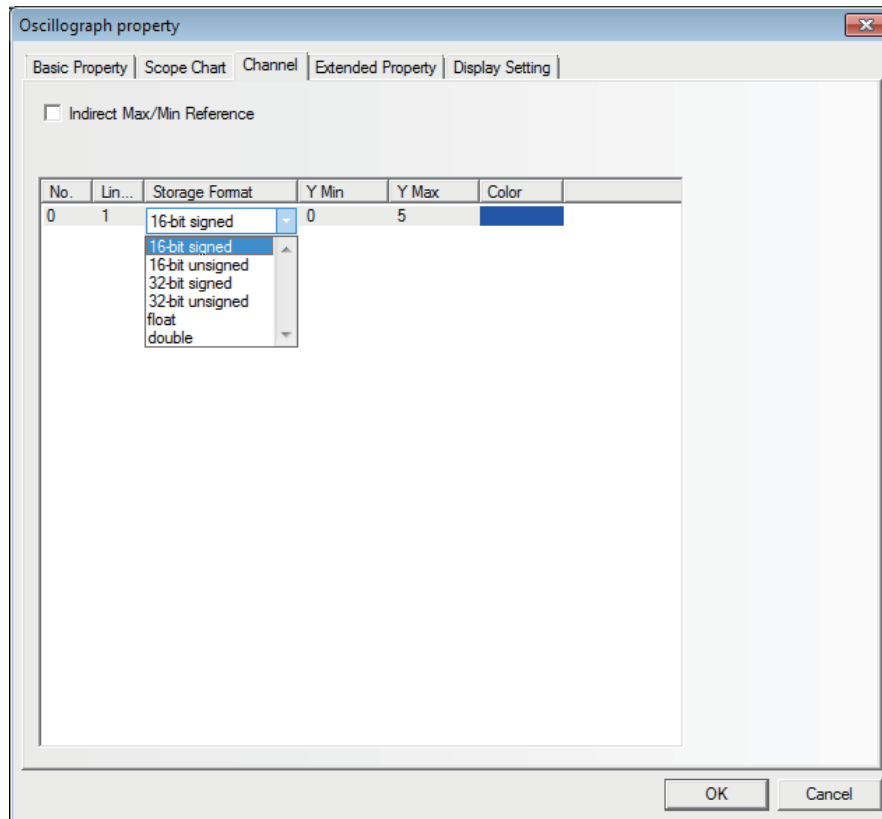 Oscillograph property
Basic Property Scope Chart Channel Extended Property Display Setting
Indirect Max/Min Reference
No. Lin... Storage Format Y Min Y Max Color
0 1 16-bit signed 0 5
16-bit signed
16-bit unsigned
32-bit signed
32-bit unsigned
float
double
OK Cancel